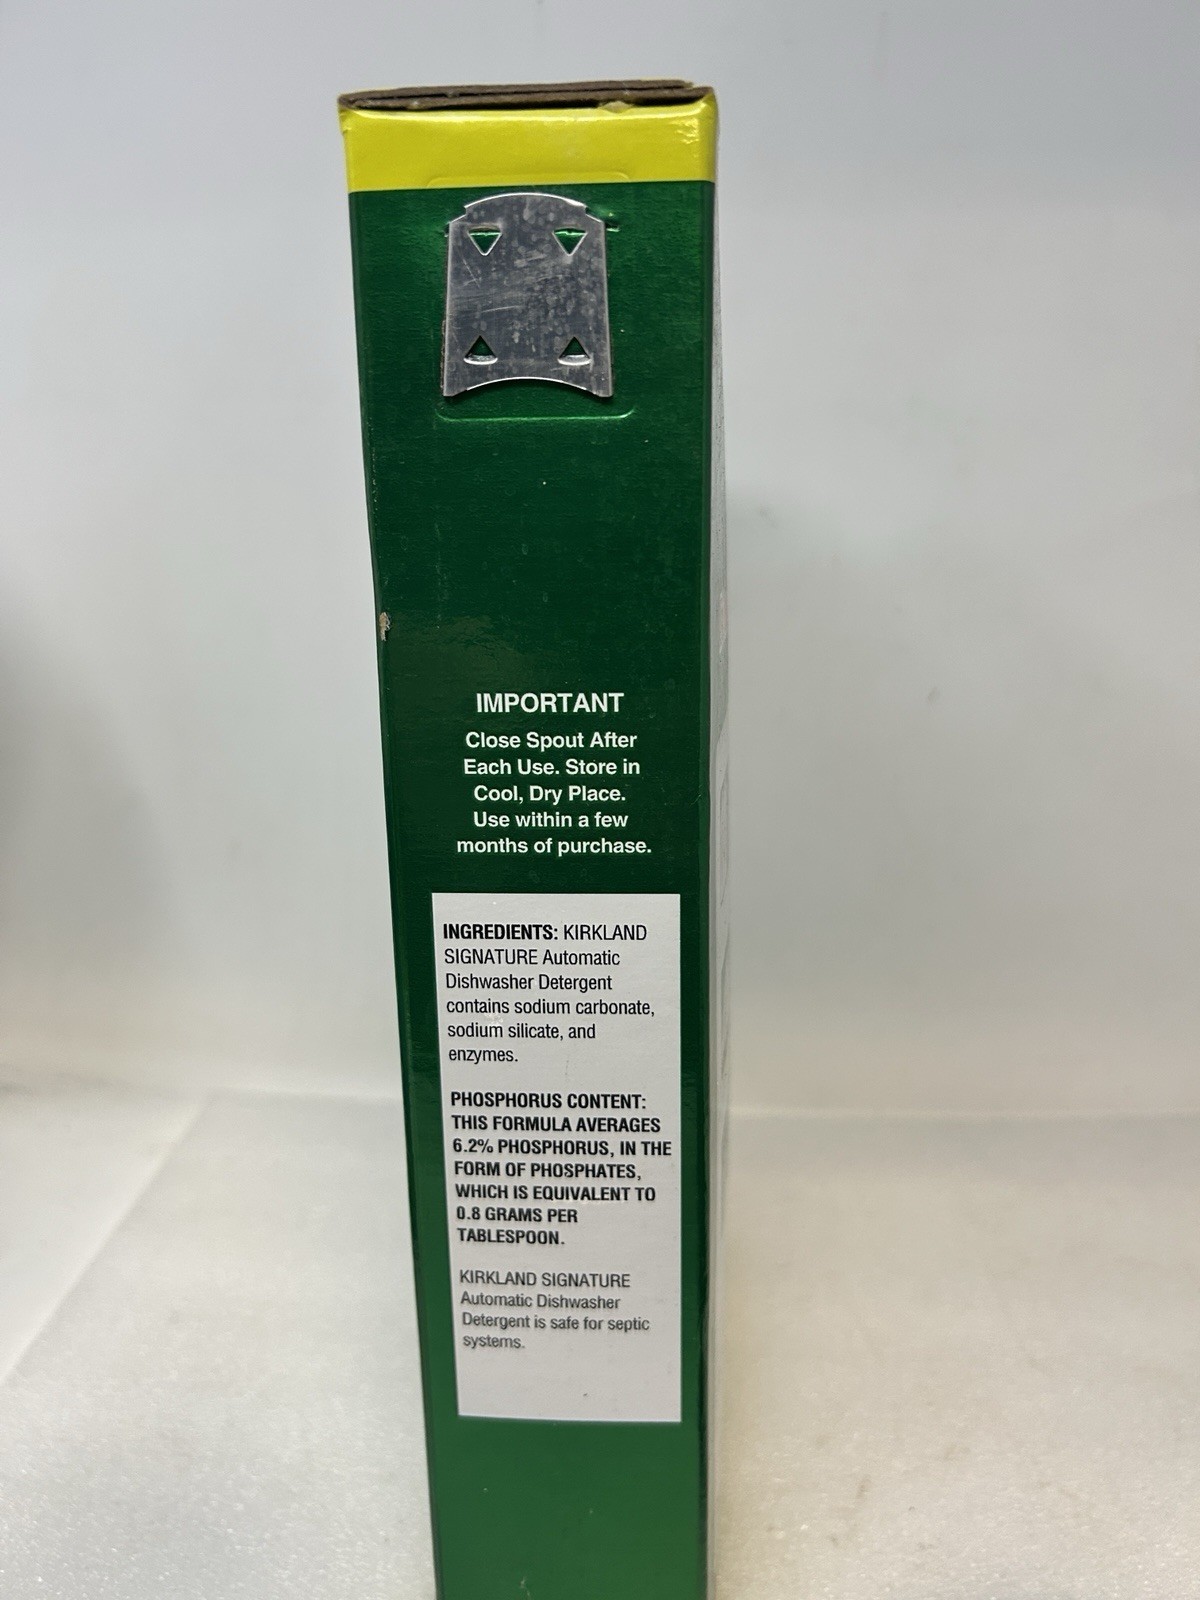 IMPORTANT
Close Spout After
Each Use. Store in
Cool, Dry Place.
Use within a few
months of purchase.
INGREDIENTS: KIRKLAND
SIGNATURE Automatic
Dishwasher Detergent
contains sodium carbonate,
sodium silicate, and
enzymes.
PHOSPHORUS CONTENT:
THIS FORMULA AVERAGES
6.2% PHOSPHORUS, IN THE
FORM OF PHOSPHATES,
WHICH IS EQUIVALENT TO
0.8 GRAMS PER
TABLESPOON.
KIRKLAND SIGNATURE
Automatic Dishwasher
Detergent is safe for septic
systems.